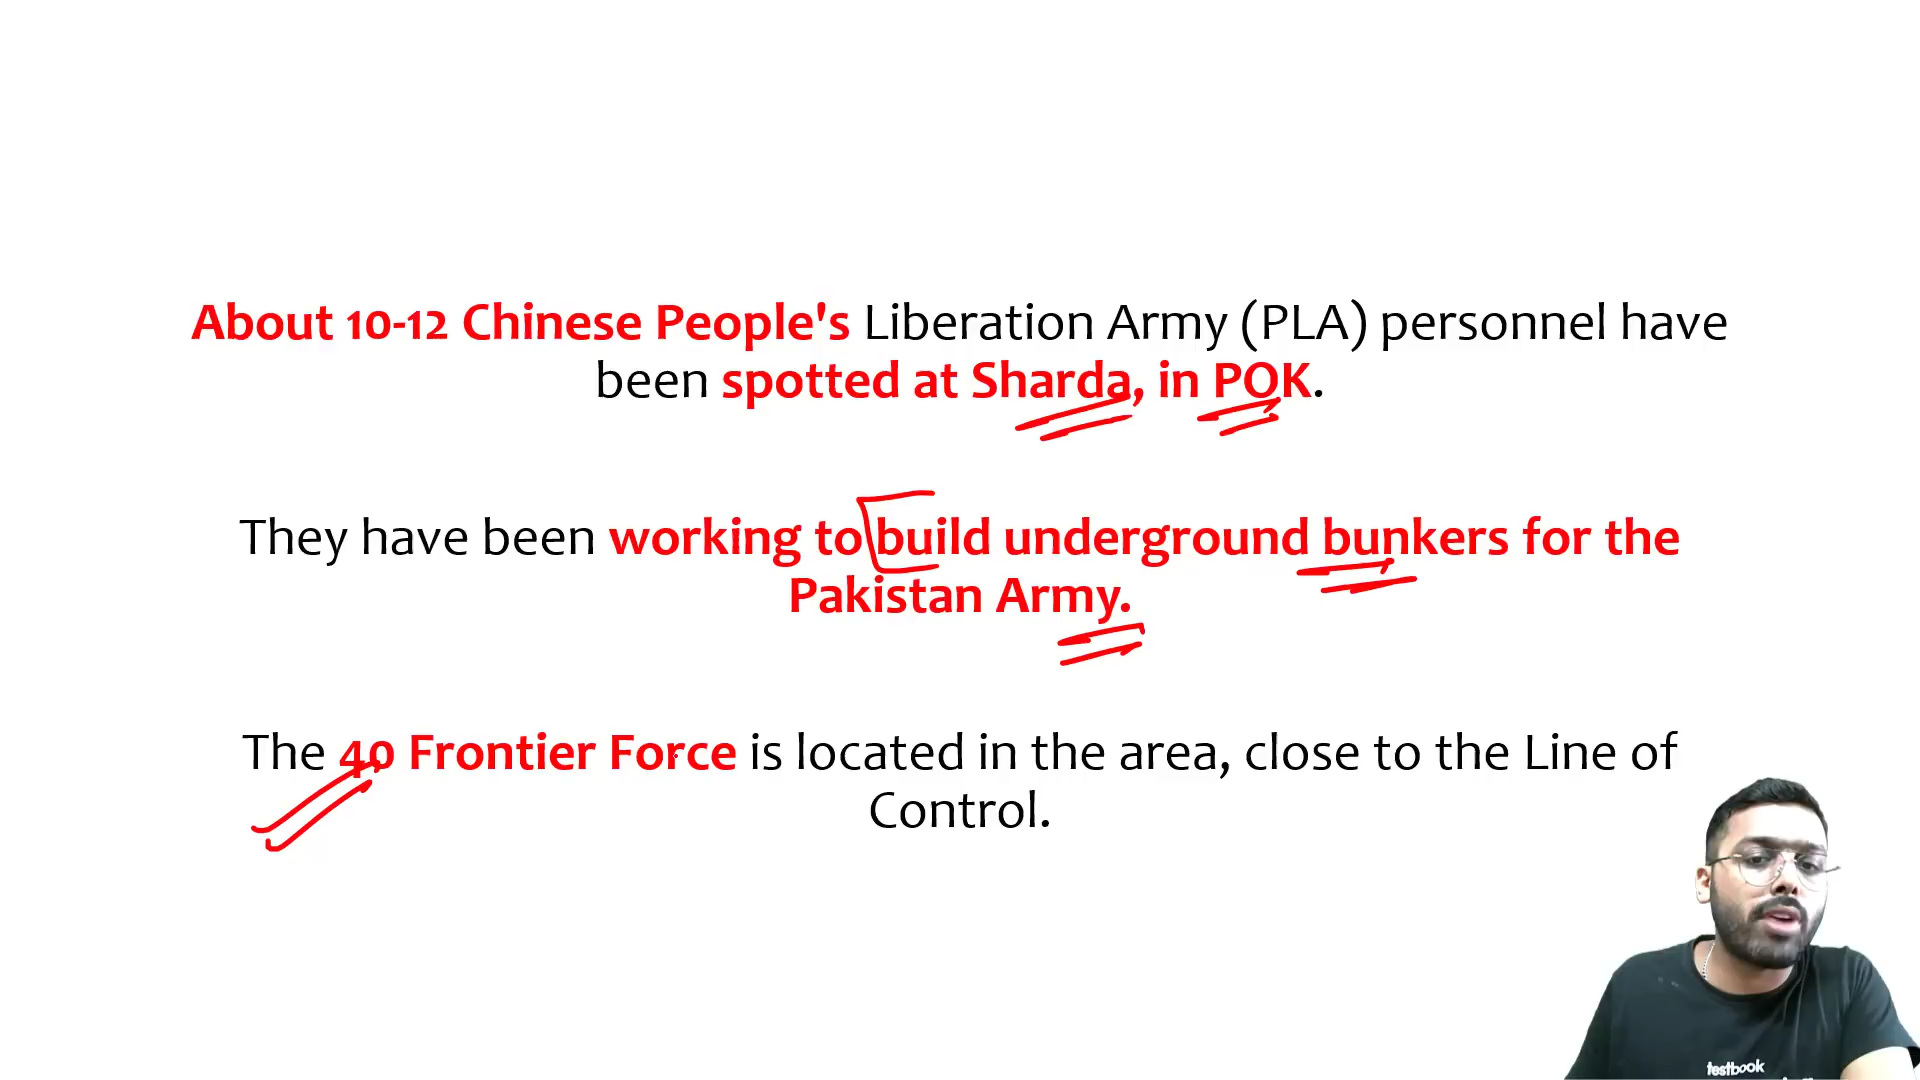 About 10-12 Chinese People's Liberation Army (PLA) personnel have
been spotted at Sharda, in POK.
They have been working to build underground bunkers for the
Pakistan Army.
The 40 Frontier Force is located in the area, close to the Line of
Control.
testbook